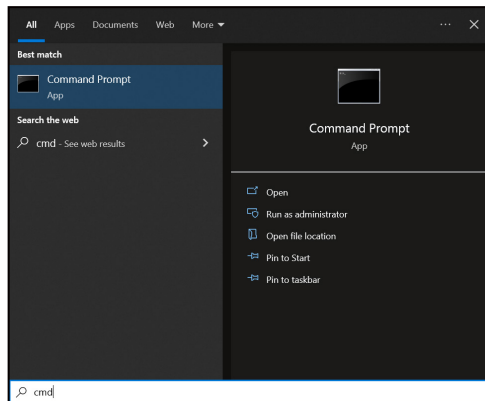 All Apps Documents Web More
Best match
Command Prompt
App
Search the web
cmd - See web results
Command Prompt
App
Open
Run as administrator
Open file location
Pin to Start
Pin to taskbar
cmd